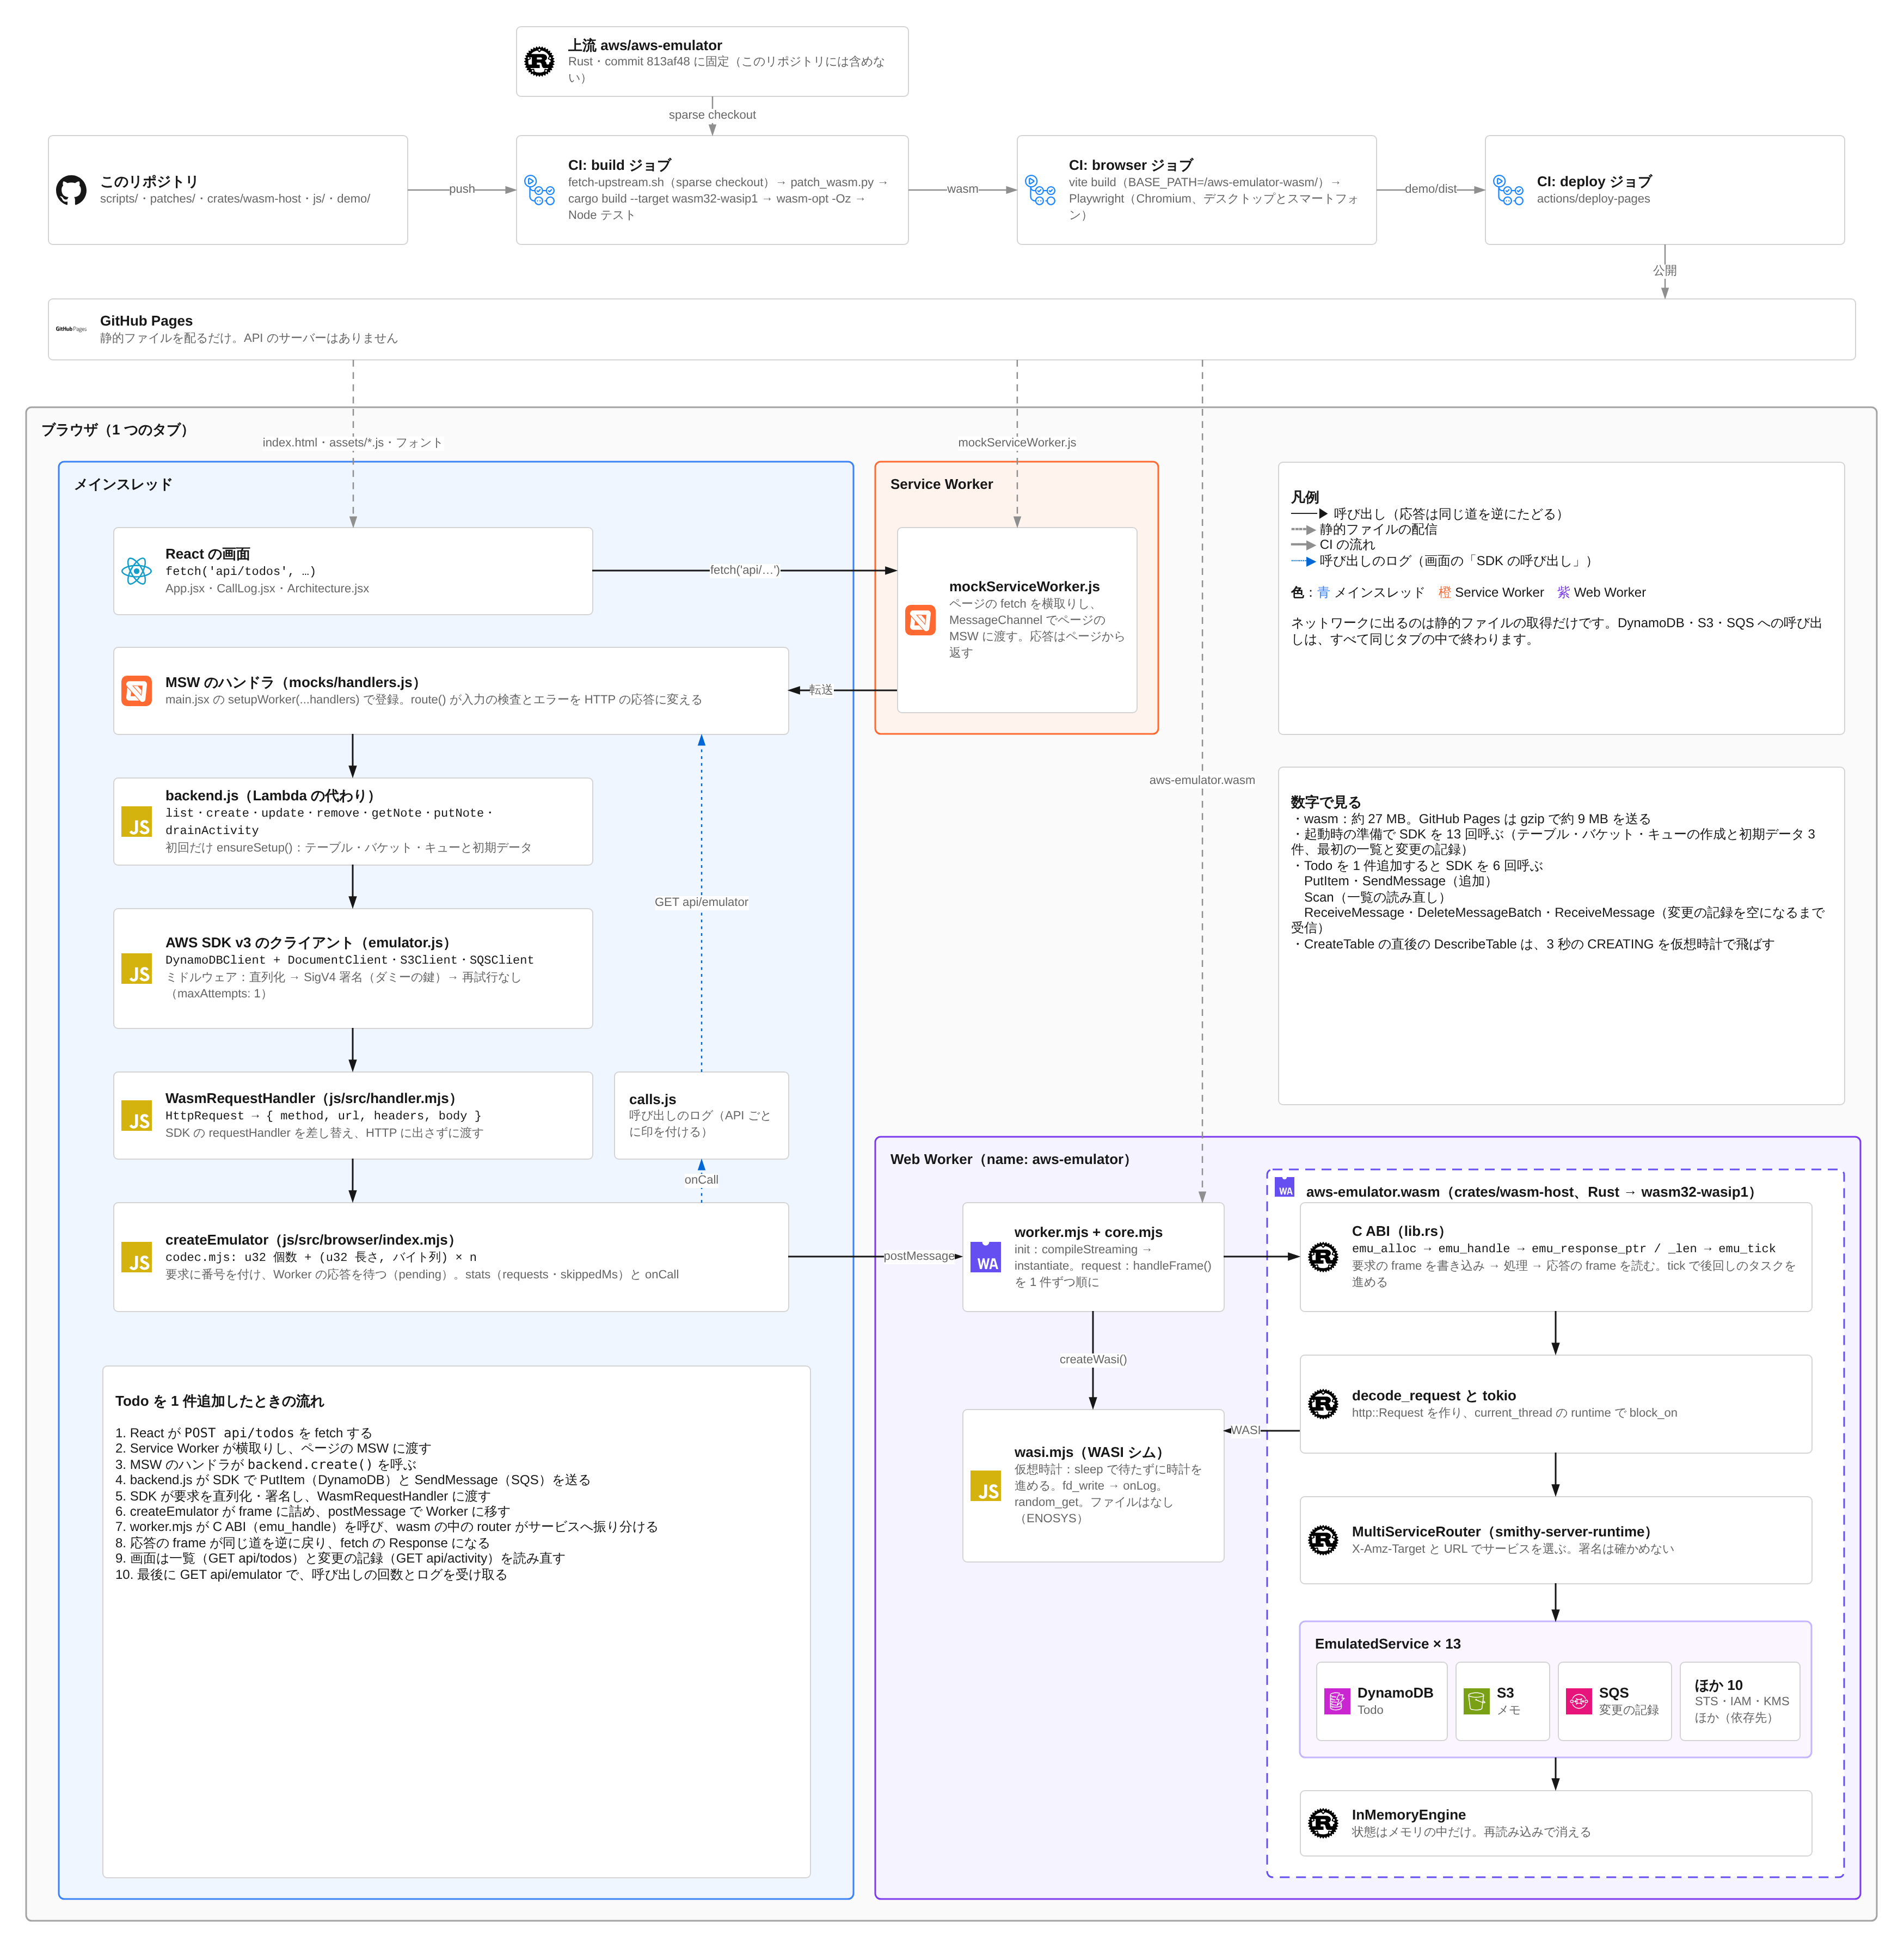 上流 aws/aws-emulator
Rust・commit 813af48 に固定（このリポジトリには含めな
い）
sparse checkout
このリポジトリ
scripts/・patches/・crates/wasm-host・js/・demo/
push
CI: build ジョブ
fetch-upstream.sh（sparse checkout）→ patch_wasm.py →
cargo build --target wasm32-wasip1 → wasm-opt -Oz →
Node テスト
wasm
CI: browser ジョブ
vite build（BASE_PATH=/aws-emulator-wasm/）→
Playwright（Chromium、デスクトップとスマートフォ
ン）
demo/dist
CI: deploy ジョブ
actions/deploy-pages
公開
GitHub Pages
GitHub Pages
静的ファイルを配るだけ。API のサーバーはありません
ブラウザ（1 つのタブ）
index.html・assets/*.js・フォント
mockServiceWorker.js
aws-emulator.wasm
メインスレッド
React の画面
fetch('api/todos', …)
App.jsx・CallLog.jsx・Architecture.jsx
fetch('api/…')
MSW のハンドラ（mocks/handlers.js）
main.jsx の setupWorker(...handlers) で登録。route() が入力の検査とエラーを HTTP の応答に変える
転送
JS
backend.js（Lambda の代わり）
list・create・update・remove・getNote・putNote・
drainActivity
初回だけ ensureSetup()：テーブル・バケット・キューと初期データ
GET api/emulator
JS
AWS SDK v3 のクライアント（emulator.js）
DynamoDBClient + DocumentClient・S3Client・SQSClient
ミドルウェア：直列化 → SigV4 署名（ダミーの鍵）→ 再試行なし
（maxAttempts: 1）
JS
WasmRequestHandler（js/src/handler.mjs）
HttpRequest → { method, url, headers, body }
SDK の requestHandler を差し替え、HTTP に出さずに渡す
calls.js
呼び出しのログ（API ごと
に印を付ける）
onCall
JS
createEmulator（js/src/browser/index.mjs）
codec.mjs: u32 個数 + (u32 長さ, バイト列) × n
要求に番号を付け、Worker の応答を待つ（pending）。stats（requests・skippedMs）と onCall
postMessage
Todo を 1 件追加したときの流れ
1. React が POST api/todos を fetch する
2. Service Worker が横取りし、ページの MSW に渡す
3. MSW のハンドラが backend.create() を呼ぶ
4. backend.js が SDK で PutItem（DynamoDB）と SendMessage（SQS）を送る
5. SDK が要求を直列化・署名し、WasmRequestHandler に渡す
6. createEmulator が frame に詰め、postMessage で Worker に移す
7. worker.mjs が C ABI（emu_handle）を呼び、wasm の中の router がサービスへ振り分ける
8. 応答の frame が同じ道を逆に戻り、fetch の Response になる
9. 画面は一覧（GET api/todos）と変更の記録（GET api/activity）を読み直す
10. 最後に GET api/emulator で、呼び出しの回数とログを受け取る
Service Worker
mockServiceWorker.js
ページの fetch を横取りし、
MessageChannel でページの
MSW に渡す。応答はページから
返す
凡例
呼び出し（応答は同じ道を逆にたどる）
静的ファイルの配信
CI の流れ
呼び出しのログ（画面の「SDK の呼び出し」）
色：青 メインスレッド　橙 Service Worker　紫 Web Worker
ネットワークに出るのは静的ファイルの取得だけです。DynamoDB・S3・SQS への呼び出
しは、すべて同じタブの中で終わります。
数字で見る
・wasm：約 27 MB。GitHub Pages は gzip で約 9 MB を送る
・起動時の準備で SDK を 13 回呼ぶ（テーブル・バケット・キューの作成と初期データ 3
件、最初の一覧と変更の記録）
・Todo を 1 件追加すると SDK を 6 回呼ぶ
PutItem・SendMessage（追加）
Scan（一覧の読み直し）
ReceiveMessage・DeleteMessageBatch・ReceiveMessage（変更の記録を空になるまで
受信）
・CreateTable の直後の DescribeTable は、3 秒の CREATING を仮想時計で飛ばす
Web Worker（name: aws-emulator）
WA
worker.mjs + core.mjs
init：compileStreaming →
instantiate。request：handleFrame()
を 1 件ずつ順に
createWasi()
JS
wasi.mjs（WASI シム）
仮想時計：sleep で待たずに時計を
進める。fd_write → onLog。
random_get。ファイルはなし
（ENOSYS）
WASI
WA
aws-emulator.wasm（crates/wasm-host、Rust → wasm32-wasip1）
C ABI（lib.rs）
emu_alloc → emu_handle → emu_response_ptr / _len → emu_tick
要求の frame を書き込み → 処理 → 応答の frame を読む。tick で後回しのタスクを
進める
decode_request と tokio
http::Request を作り、current_thread の runtime で block_on
MultiServiceRouter（smithy-server-runtime）
X-Amz-Target と URL でサービスを選ぶ。署名は確かめない
EmulatedService × 13
DynamoDB
Todo
S3
メモ
SQS
変更の記録
ほか 10
STS・IAM・KMS
ほか（依存先）
InMemoryEngine
状態はメモリの中だけ。再読み込みで消える